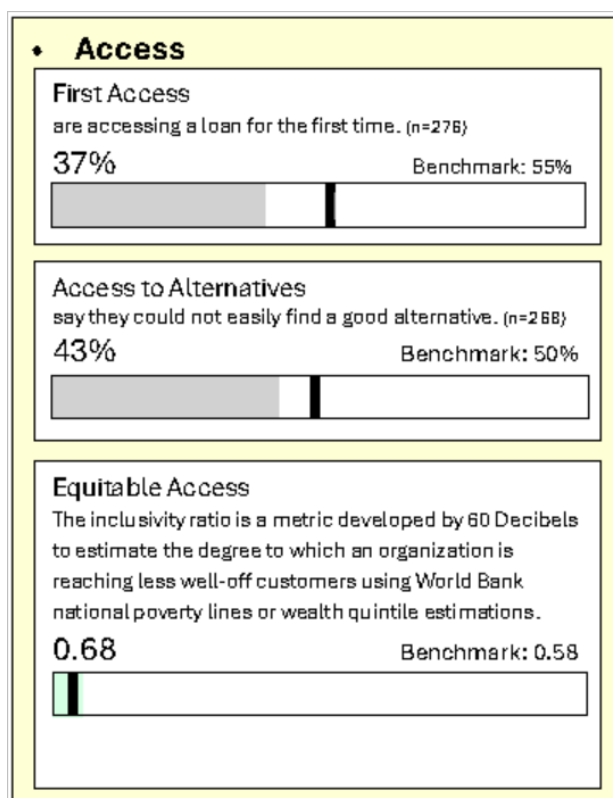 • Access
First Access
are accessing a loan for the first time. (n=276)
37% Benchmark: 55%
Access to Alternatives
say they could not easily find a good alternative. (n=268)
43% Benchmark: 50%
Equitable Access
The inclusivity ratio is a metric developed by 60 Decibels
to estimate the degree to which an organization is
reaching less well-off customers using World Bank
national poverty lines or wealth quintile estimations.
0.68 Benchmark: 0.58